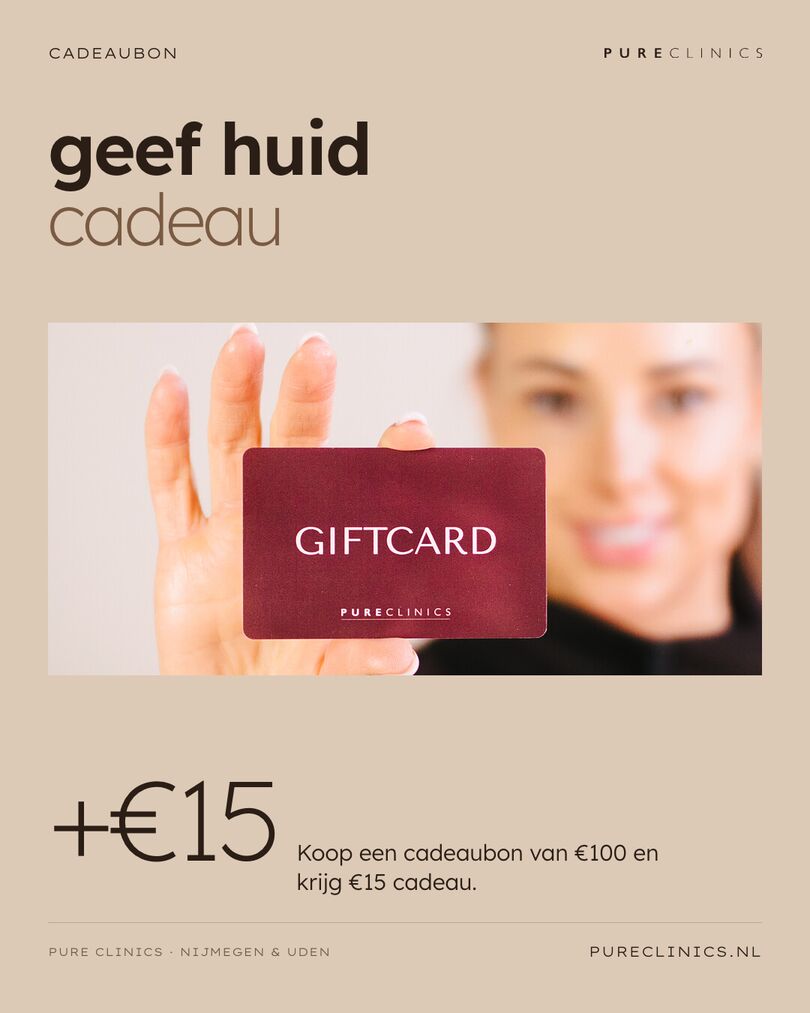 CADEAUBON
PURECLINICS
geef huid
cadeau
GIFTCARD
PURECLINICS
+€15
Koop een cadeaubon van €100 en
krijg €15 cadeau.
PURE CLINICS · NIJMEGEN & UDEN
PURECLINICS.NL